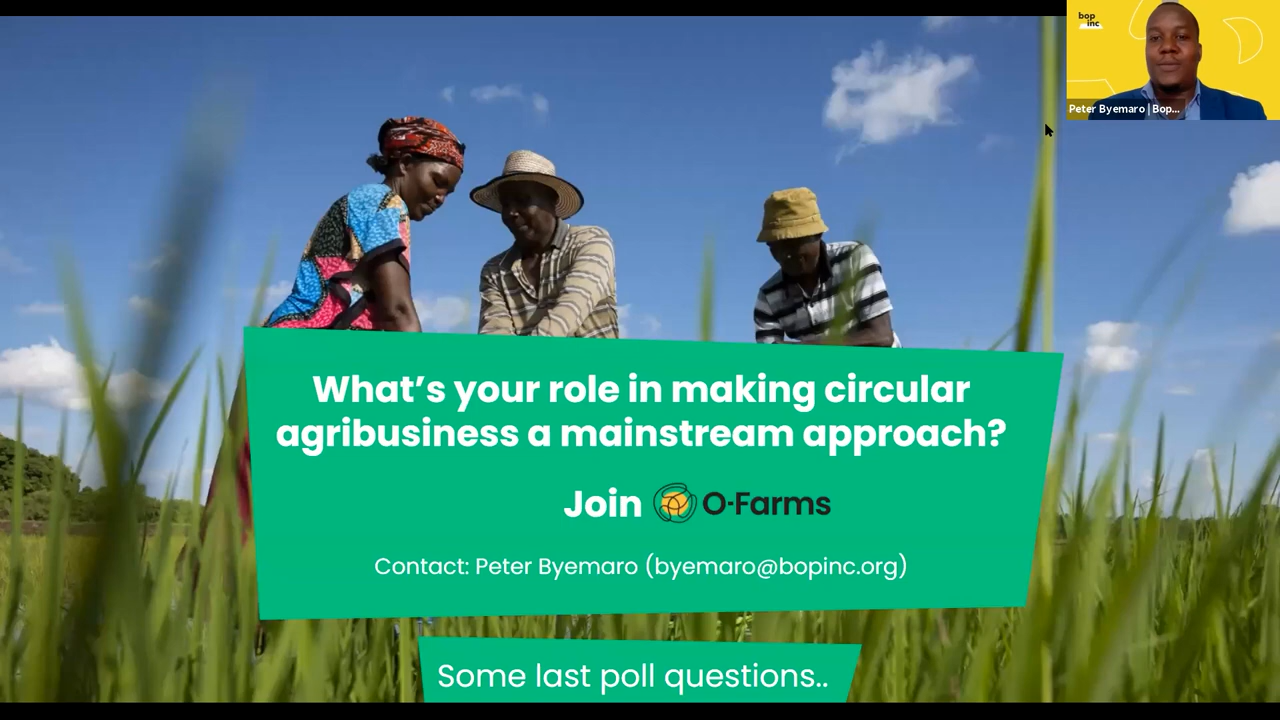 bop
inc
Peter Byemaro | Bop...
What's your role in making circular
agribusiness a mainstream approach?
Join O-Farms
Contact: Peter Byemaro (byemaro@bopinc.org)
Some last poll questions..